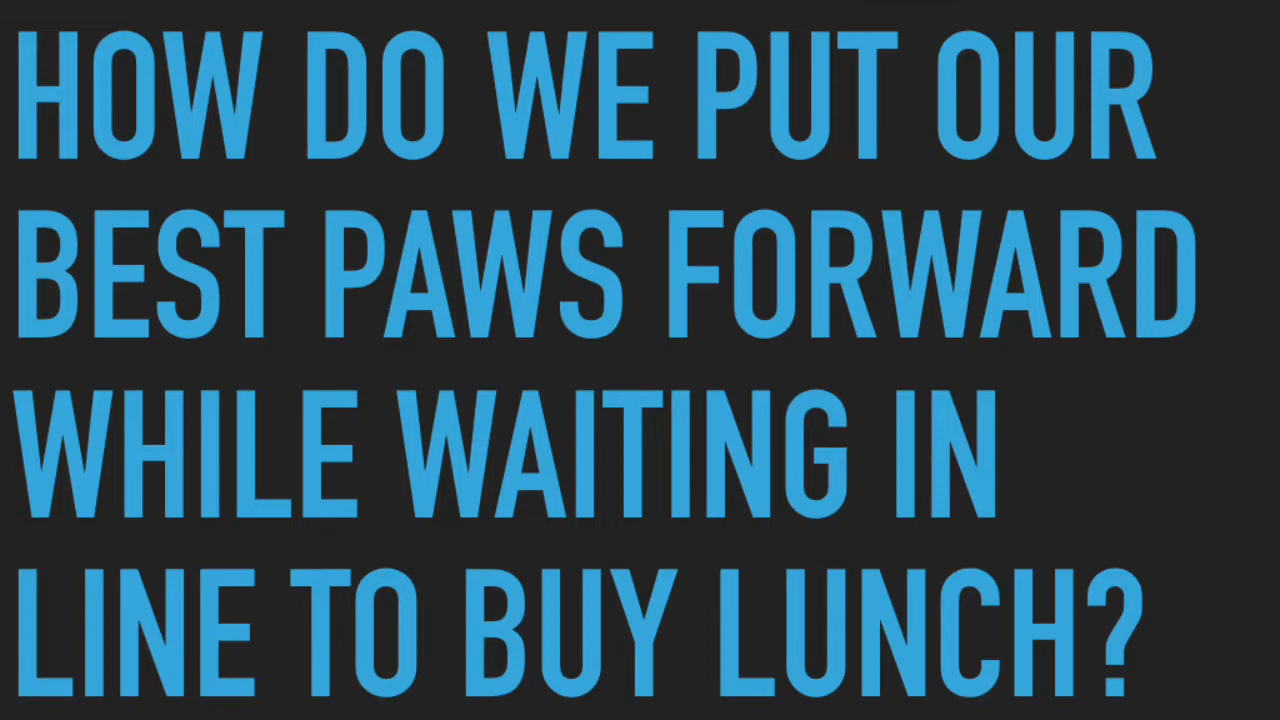 HOW DO WE PUT OUR
BEST PAWS FORWARD
WHILE WAITING IN
LINE TO BUY LUNCH?